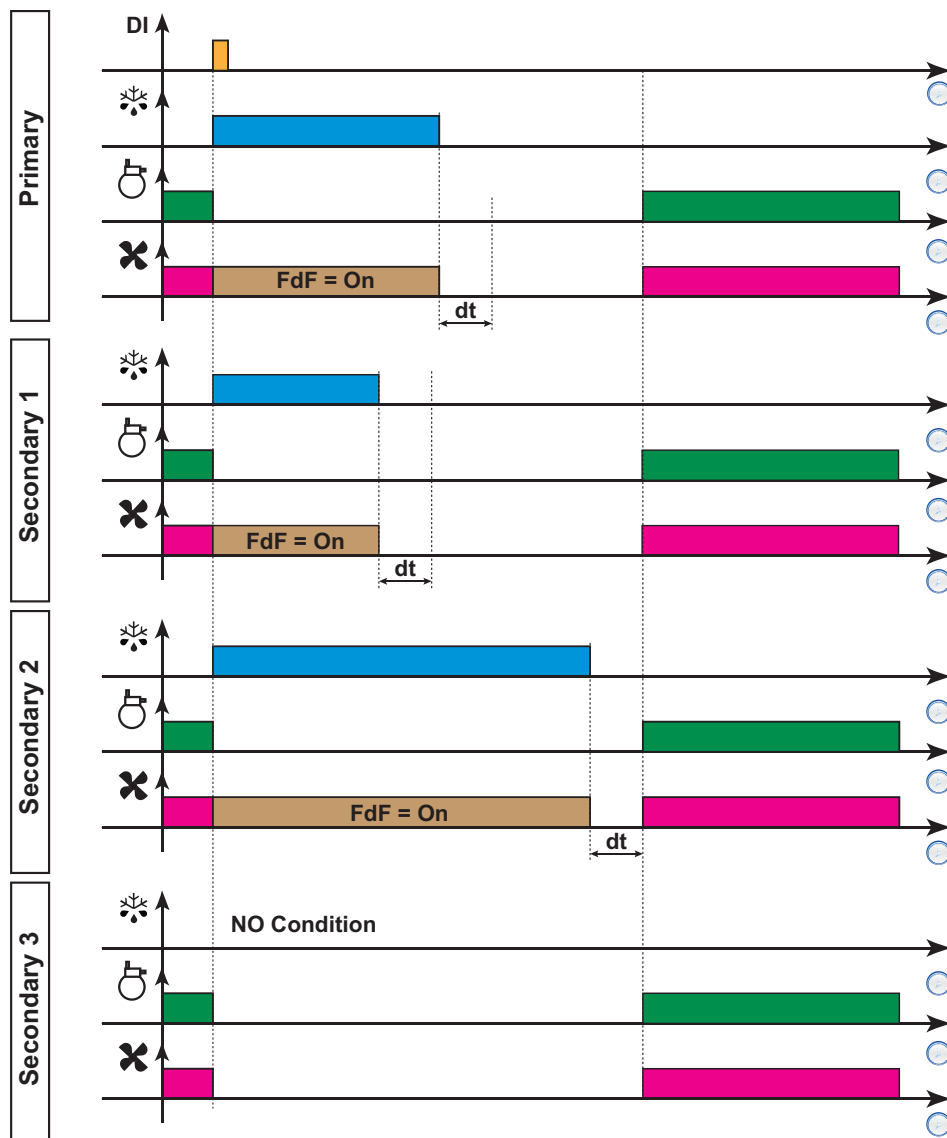 Primary
DI
FdF = On
dt
Secondary 1
FdF = On
dt
Secondary 2
FdF = On
dt
Secondary 3
NO Condition